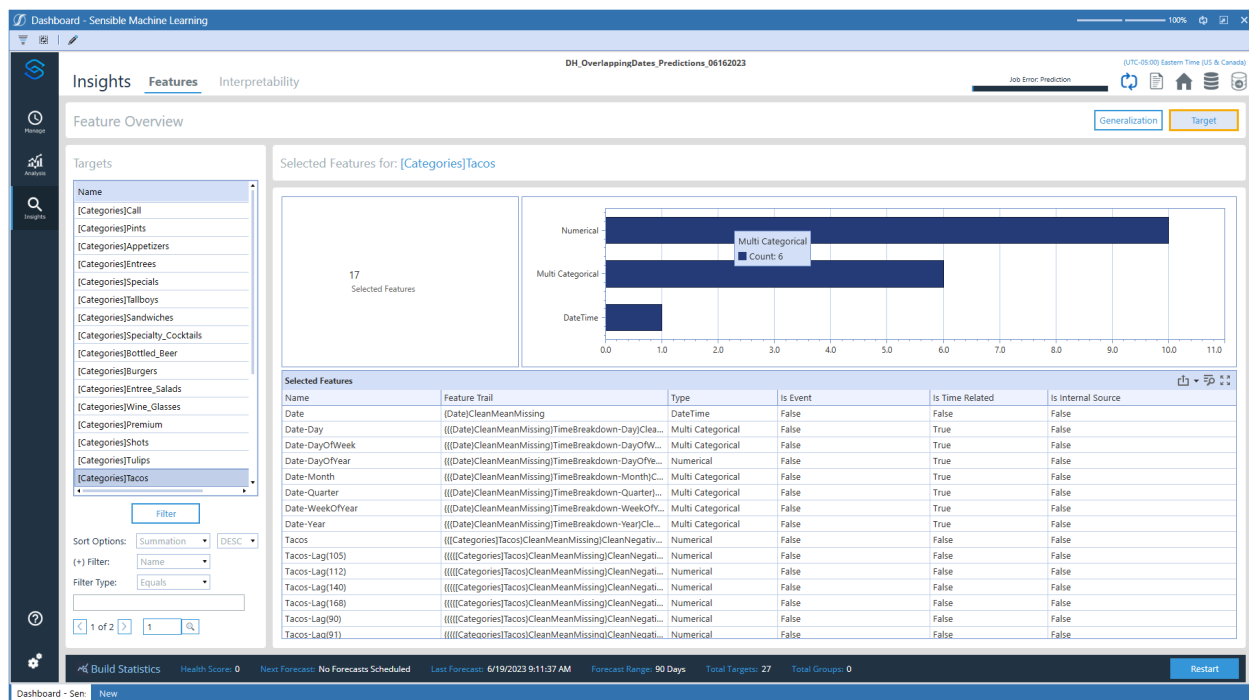 Dashboard - Sensible Machine Learning
100%
DH_OverlappingDates_Predictions_06162023
(UTC-05:00) Eastern Time (US & Canada)
Insights Features Interpretability
Job Error: Prediction
Manage
Analysis
Insights
Feature Overview
Generalization Target
Targets
Name
[Categories]Call
[Categories]Pints
[Categories]Appetizers
[Categories]Entrees
[Categories]Specials
[Categories]Tallboys
[Categories]Sandwiches
[Categories]Specialty_Cocktails
[Categories]Bottled_Beer
[Categories]Burgers
[Categories]Entree_Salads
[Categories]Wine_Glasses
[Categories]Premium
[Categories]Shots
[Categories]Tulips
[Categories]Tacos
Filter
Sort Options: Summation DESC
(+) Filter: Name
Filter Type: Equals
1 of 2 1
Selected Features for: [Categories]Tacos
17
Selected Features
Numerical
Multi Categorical
DateTime
Multi Categorical
Count: 6
0.0 1.0 2.0 3.0 4.0 5.0 6.0 7.0 8.0 9.0 10.0 11.0
Selected Features
Name Feature Trail Type Is Event Is Time Related Is Internal Source
Date {Date}CleanMeanMissing DateTime False False False
Date-Day {{{Date}CleanMeanMissing}TimeBreakdown-Day}Clea... Multi Categorical False True False
Date-DayOfWeek {{{Date}CleanMeanMissing}TimeBreakdown-DayOfW... Multi Categorical False True False
Date-DayOfYear {{{Date}CleanMeanMissing}TimeBreakdown-DayOfYe... Numerical False True False
Date-Month {{{Date}CleanMeanMissing}TimeBreakdown-Month}C... Multi Categorical False True False
Date-Quarter {{{Date}CleanMeanMissing}TimeBreakdown-Quarter}... Multi Categorical False True False
Date-WeekOfYear {{{Date}CleanMeanMissing}TimeBreakdown-WeekOfY... Multi Categorical False True False
Date-Year {{{Date}CleanMeanMissing}TimeBreakdown-Year}Cle... Multi Categorical False True False
Tacos {{[Categories]Tacos}CleanMeanMissing}CleanNegativ... Numerical False False False
Tacos-Lag(105) {{{{[Categories]Tacos}CleanMeanMissing}CleanNegati... Numerical False False False
Tacos-Lag(112) {{{{[Categories]Tacos}CleanMeanMissing}CleanNegati... Numerical False False False
Tacos-Lag(140) {{{{[Categories]Tacos}CleanMeanMissing}CleanNegati... Numerical False False False
Tacos-Lag(168) {{{{[Categories]Tacos}CleanMeanMissing}CleanNegati... Numerical False False False
Tacos-Lag(90) {{{{[Categories]Tacos}CleanMeanMissing}CleanNegati... Numerical False False False
Tacos-Lag(91) {{{{[Categories]Tacos}CleanMeanMissing}CleanNegati... Numerical False False False
Build Statistics Health Score: 0 Next Forecast: No Forecasts Scheduled Last Forecast: 6/19/2023 9:11:37 AM Forecast Range: 90 Days Total Targets: 27 Total Groups: 0 Restart
Dashboard - Sen New